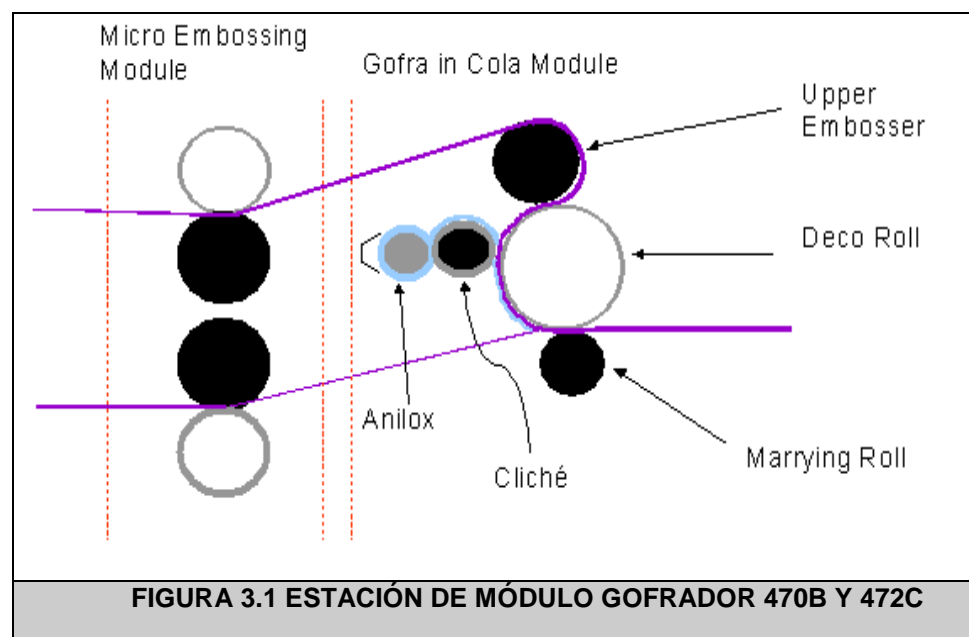 Micro Embossing
Module
Gofra in Cola Module
Upper
Embosser
Deco Roll
Anilox
Cliché
Marrying Roll
FIGURA 3.1 ESTACIÓN DE MÓDULO GOFRADOR 470B Y 472C